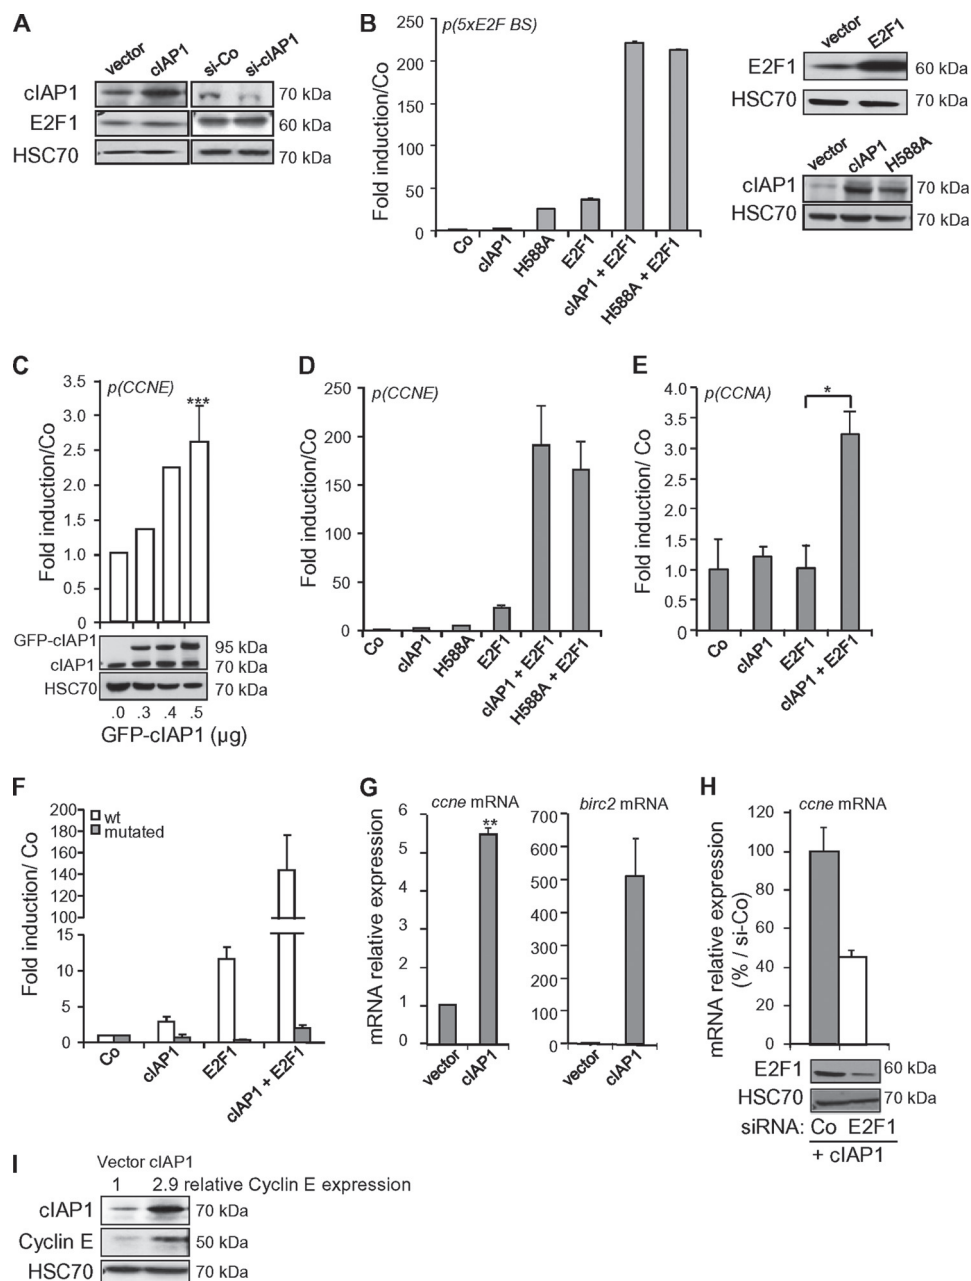 A
vector cIAP1 si-Co si-cIAP1
cIAP1 70 kDa
E2F1 60 kDa
HSC70 70 kDa
B
p(5xE2F BS)
Fold induction/Co
250
200
150
100
50
0
Co cIAP1 H588A E2F1 cIAP1 + E2F1 H588A + E2F1
vector E2F1
E2F1 60 kDa
HSC70 70 kDa
vector cIAP1 H588A
cIAP1 70 kDa
HSC70 70 kDa
C
p(CCNE)
Fold induction/Co
3.5
3.0
2.5
2.0
1.5
1.0
0.5
0
***
GFP-cIAP1 95 kDa
cIAP1 70 kDa
HSC70 70 kDa
.0 .3 .4 .5
GFP-cIAP1 (µg)
D
p(CCNE)
Fold induction/Co
250
200
150
100
50
0
Co cIAP1 H588A E2F1 cIAP1 + E2F1 H588A + E2F1
E
p(CCNA)
Fold induction/ Co
4.0
3.5
3.0
2.5
2.0
1.5
1.0
0.5
0
*
Co cIAP1 E2F1 cIAP1 + E2F1
F
wt
mutated
Fold induction/ Co
200
180
160
140
120
100
15
10
5
0
Co cIAP1 E2F1 cIAP1 + E2F1
G
ccne mRNA
mRNA relative expression
6
5
4
3
2
1
0
**
vector cIAP1
birc2 mRNA
700
600
500
400
300
200
100
0
vector cIAP1
H
ccne mRNA
mRNA relative expression
(% / si-Co)
120
100
80
60
40
20
0
E2F1 60 kDa
HSC70 70 kDa
siRNA: Co E2F1
+ cIAP1
I
Vector cIAP1
1 2.9 relative Cyclin E expression
cIAP1 70 kDa
Cyclin E 50 kDa
HSC70 70 kDa